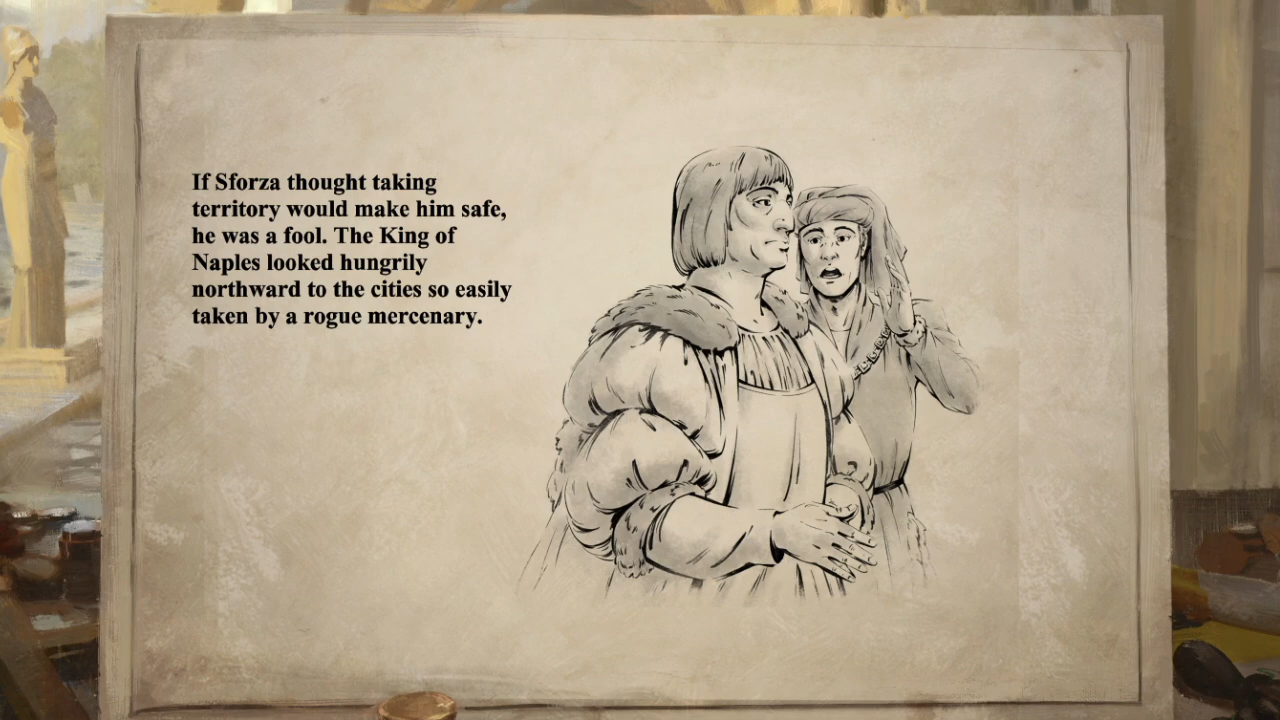 If Sforza thought taking
territory would make him safe,
he was a fool. The King of
Naples looked hungrily
northward to the cities so easily
taken by a rogue mercenary.